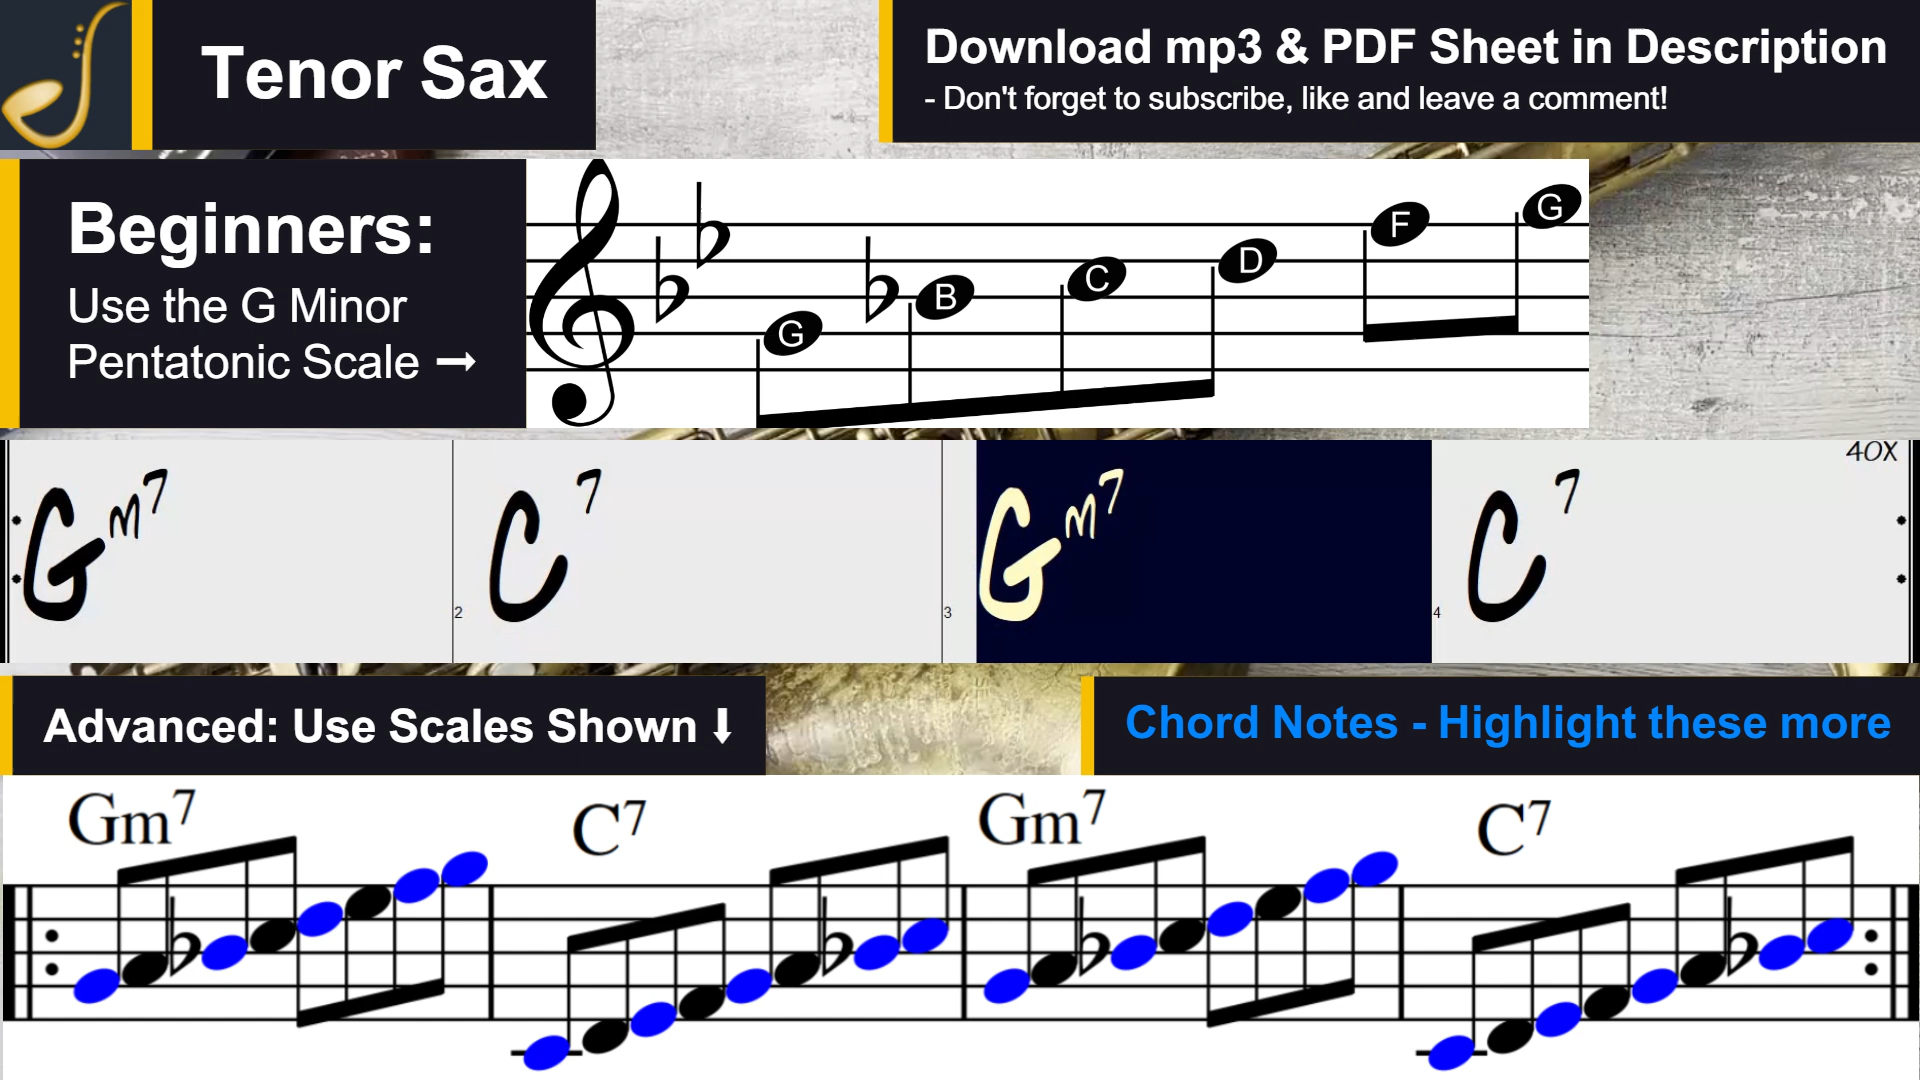 Tenor Sax
Download mp3 & PDF Sheet in Description
- Don't forget to subscribe, like and leave a comment!
Beginners:
Use the G Minor
Pentatonic Scale ➞
G B C D F G
40X
Gm7 C7 Gm7 C7
2 3 4
Advanced: Use Scales Shown ⬇
Chord Notes - Highlight these more
Gm7 C7 Gm7 C7